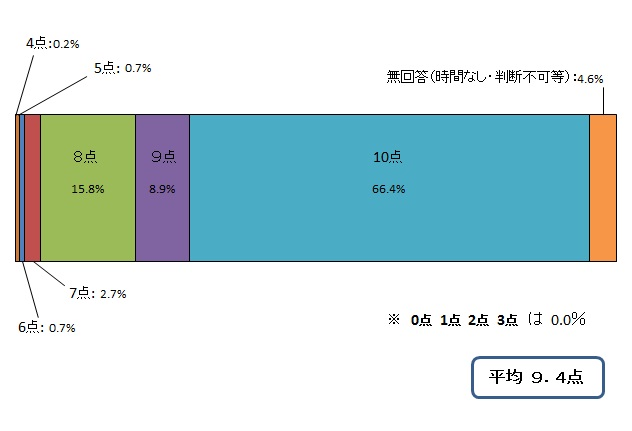 4点:0.2%
5点: 0.7%
無回答(時間なし・判断不可等):4.6%
8点
9点
10点
15.8%
8.9%
66.4%
7点: 2.7%
6点: 0.7%
※ 0点 1点 2点 3点 は 0.0%
平均 9.4点